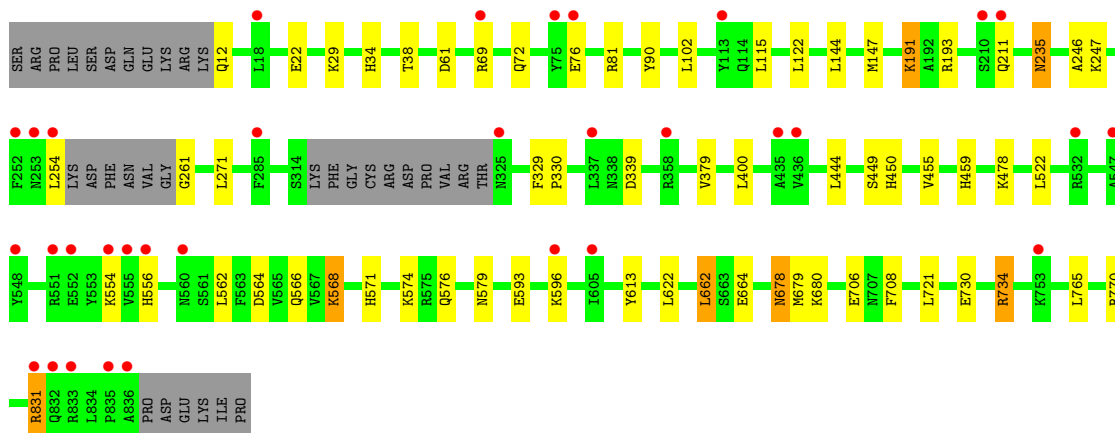 SER ARG PRO LEU SER ASP GLN GLU LYS ARG LYS Q12 L18 E22 K29 H34 T38 D61 R69 Q72 Y75 E76 R81 Y90 L102 Y113 Q114 L115 L122 L144 M147 K191 A192 R193 S210 Q211 N235 A246 K247
F252 N253 L254 LYS ASP PHE ASN VAL GLY G261 L271 F285 S314 LYS PHE GLY CYS ARG ASP PRO VAL ARG THR N325 F329 P330 L337 N338 D339 R358 V379 L400 A435 V436 L444 S449 H450 V455 H459 K478 L522 R532 A547
Y548 R551 E552 Y553 K554 V555 H556 N560 S561 L562 F563 D564 V565 Q566 V567 K568 H571 K574 R575 Q576 N579 E593 K596 I605 Y613 L622 L662 S663 E664 N678 M679 K680 E706 N707 F708 L721 E730 R734 K753 L765 R770
R831 Q832 R833 L834 P835 A836 PRO ASP GLU LYS ILE PRO